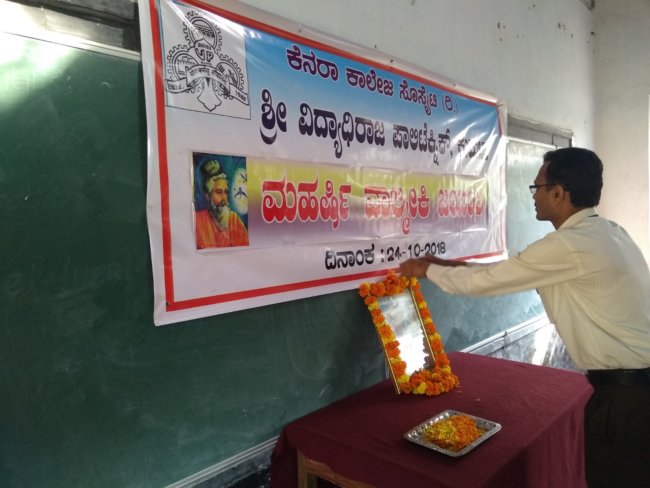 ಕೆನರಾ ಕಾಲೇಜ ಸೊಸೈಟಿ (ರಿ.)
ಶ್ರೀ ವಿದ್ಯಾಧಿರಾಜ ಪಾಲಿಟೆಕ್ನಿಕ್,
ಮಹರ್ಷಿ ವಾಲ್ಮೀಕಿ ಜಯಂತಿ
ದಿನಾಂಕ : 24-10-2018